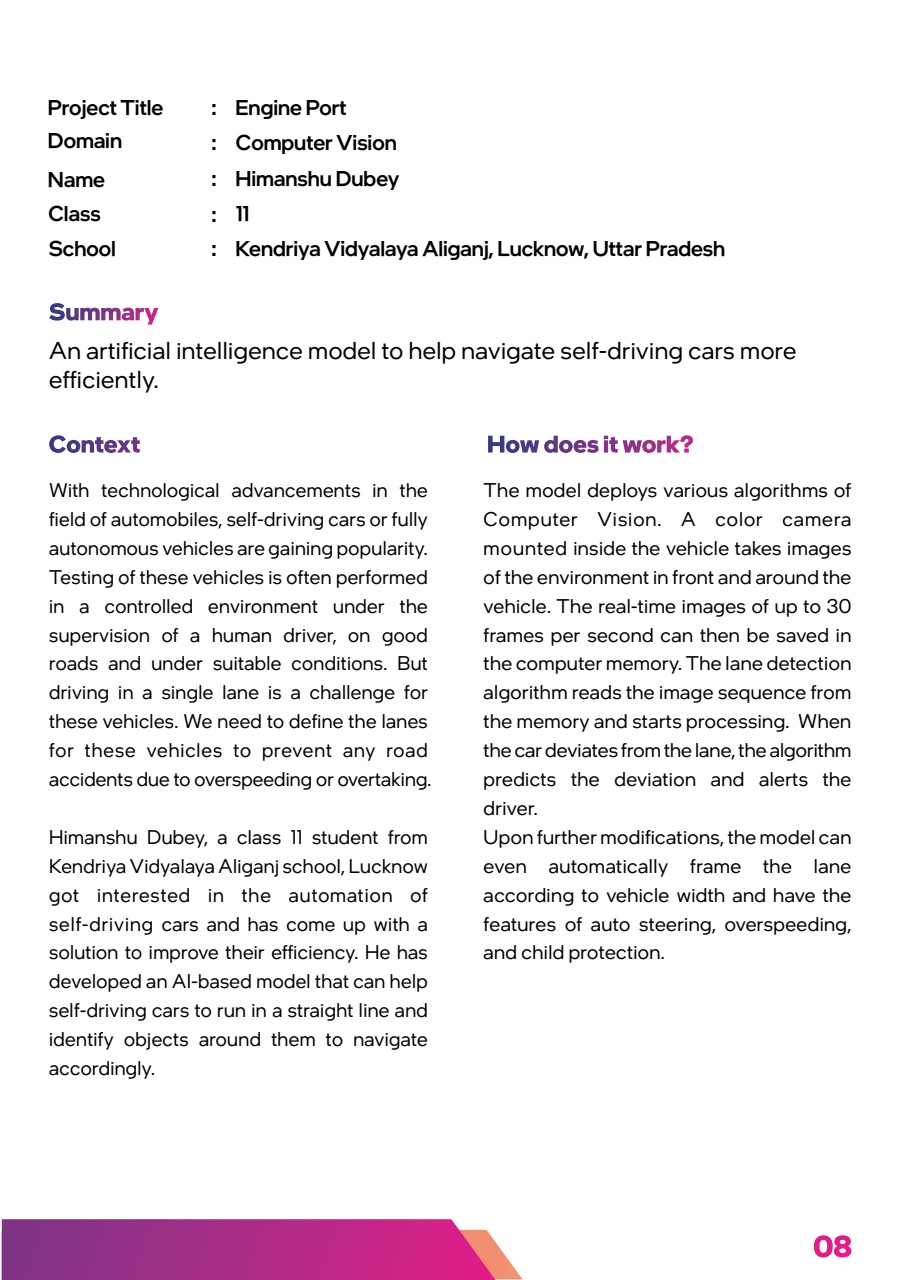 Project Title : Engine Port
Domain : Computer Vision
Name : Himanshu Dubey
Class : 11
School : Kendriya Vidyalaya Aliganj, Lucknow, Uttar Pradesh
Summary
An artificial intelligence model to help navigate self-driving cars more
efficiently.
Context
With technological advancements in the
field of automobiles, self-driving cars or fully
autonomous vehicles are gaining popularity.
Testing of these vehicles is often performed
in a controlled environment under the
supervision of a human driver, on good
roads and under suitable conditions. But
driving in a single lane is a challenge for
these vehicles. We need to define the lanes
for these vehicles to prevent any road
accidents due to overspeeding or overtaking.
Himanshu Dubey, a class 11 student from
Kendriya Vidyalaya Aliganj school, Lucknow
got interested in the automation of
self-driving cars and has come up with a
solution to improve their efficiency. He has
developed an AI-based model that can help
self-driving cars to run in a straight line and
identify objects around them to navigate
accordingly.
How does it work?
The model deploys various algorithms of
Computer Vision. A color camera
mounted inside the vehicle takes images
of the environment in front and around the
vehicle. The real-time images of up to 30
frames per second can then be saved in
the computer memory. The lane detection
algorithm reads the image sequence from
the memory and starts processing. When
the car deviates from the lane, the algorithm
predicts the deviation and alerts the
driver.
Upon further modifications, the model can
even automatically frame the lane
according to vehicle width and have the
features of auto steering, overspeeding,
and child protection.
08